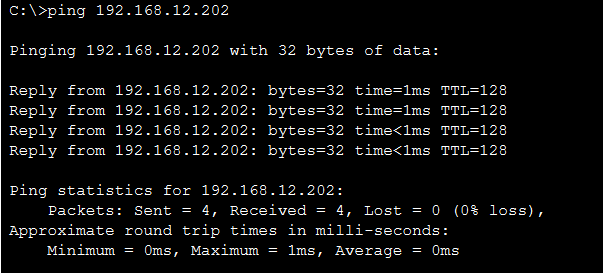 C:\>ping 192.168.12.202
Pinging 192.168.12.202 with 32 bytes of data:
Reply from 192.168.12.202: bytes=32 time=1ms TTL=128
Reply from 192.168.12.202: bytes=32 time=1ms TTL=128
Reply from 192.168.12.202: bytes=32 time<1ms TTL=128
Reply from 192.168.12.202: bytes=32 time<1ms TTL=128
Ping statistics for 192.168.12.202:
Packets: Sent = 4, Received = 4, Lost = 0 (0% loss),
Approximate round trip times in milli-seconds:
Minimum = 0ms, Maximum = 1ms, Average = 0ms